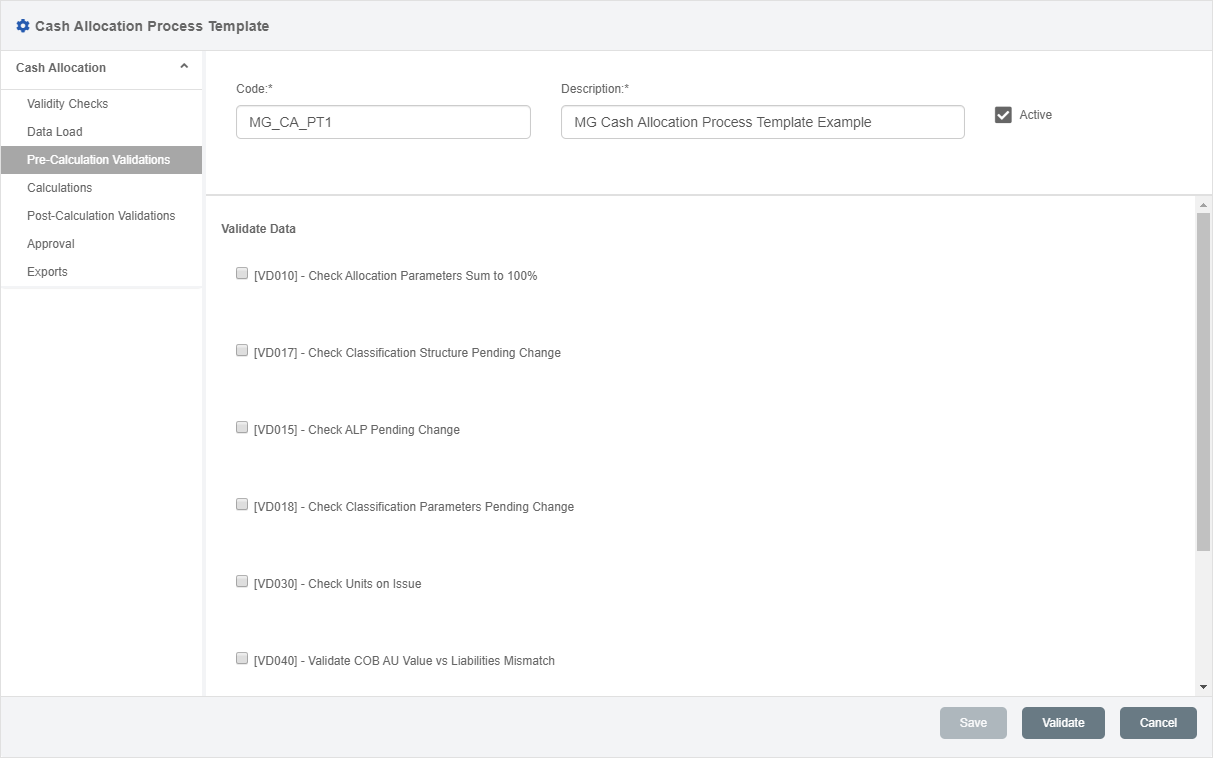 Cash Allocation Process Template
Cash Allocation
Validity Checks
Data Load
Pre-Calculation Validations
Calculations
Post-Calculation Validations
Approval
Exports
Code:*
Description:*
MG_CA_PT1
MG Cash Allocation Process Template Example
Active
Validate Data
[VD010] - Check Allocation Parameters Sum to 100%
[VD017] - Check Classification Structure Pending Change
[VD015] - Check ALP Pending Change
[VD018] - Check Classification Parameters Pending Change
[VD030] - Check Units on Issue
[VD040] - Validate COB AU Value vs Liabilities Mismatch
Save
Validate
Cancel